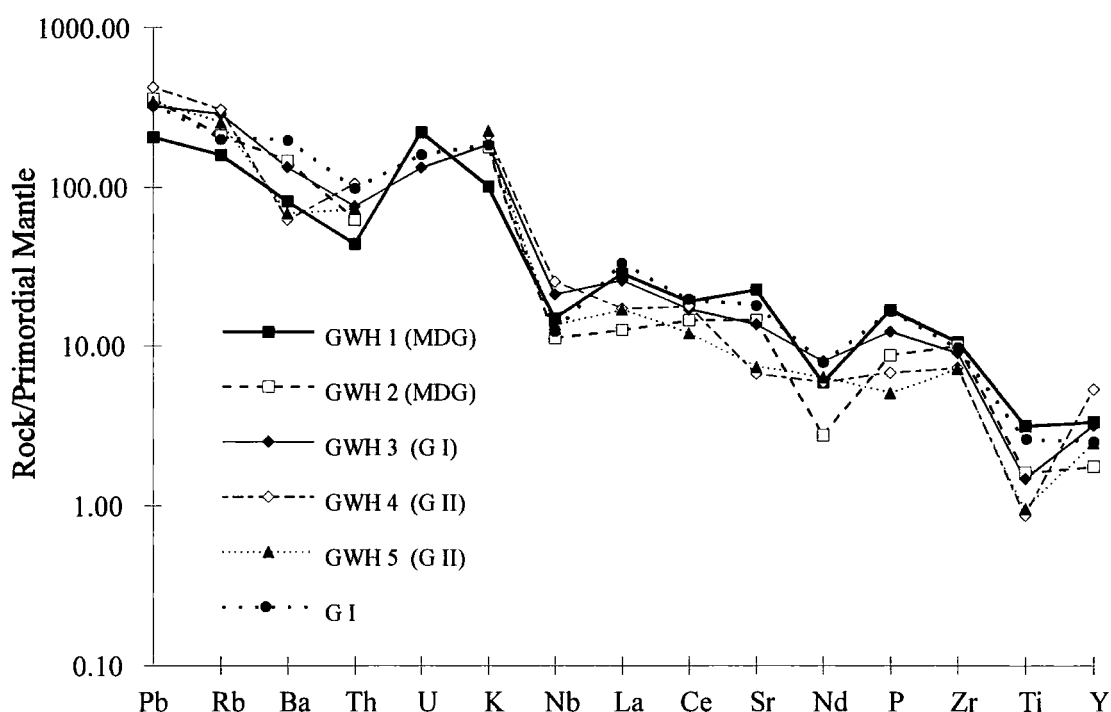 1000.00
100.00
10.00
1.00
0.10
Rock/Primordial Mantle
GWH 1 (MDG)
GWH 2 (MDG)
GWH 3 (G I)
GWH 4 (G II)
GWH 5 (G II)
G I
Pb Rb Ba Th U K Nb La Ce Sr Nd P Zr Ti Y